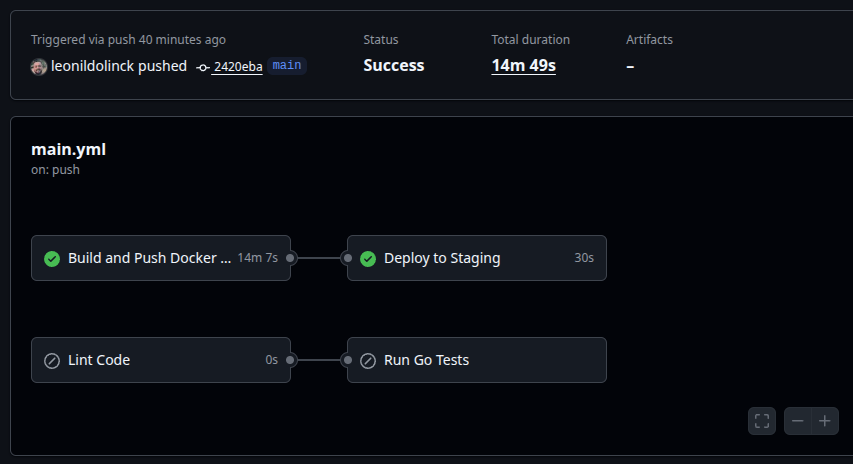 Triggered via push 40 minutes ago
leonildolinck pushed 2420eba main
Status
Success
Total duration
14m 49s
Artifacts
–
main.yml
on: push
Build and Push Docker ... 14m 7s
Deploy to Staging 30s
Lint Code 0s
Run Go Tests